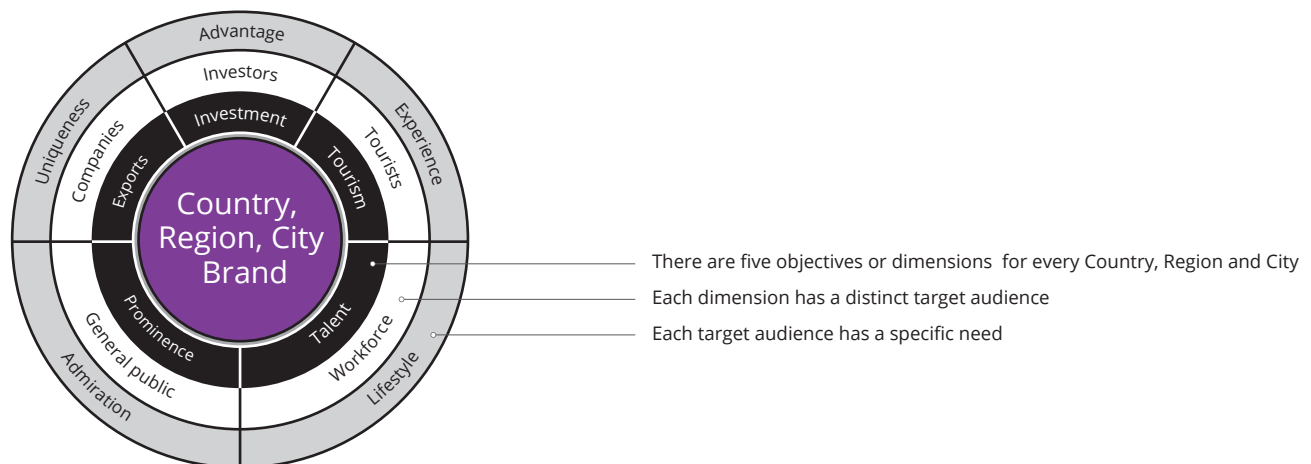 Advantage
Investors
Investment
Uniqueness
Companies
Exports
Experience
Tourists
Tourism
Country,
Region, City
Brand
Prominence
General public
Admiration
Talent
Workforce
Lifestyle
There are five objectives or dimensions for every Country, Region and City
Each dimension has a distinct target audience
Each target audience has a specific need